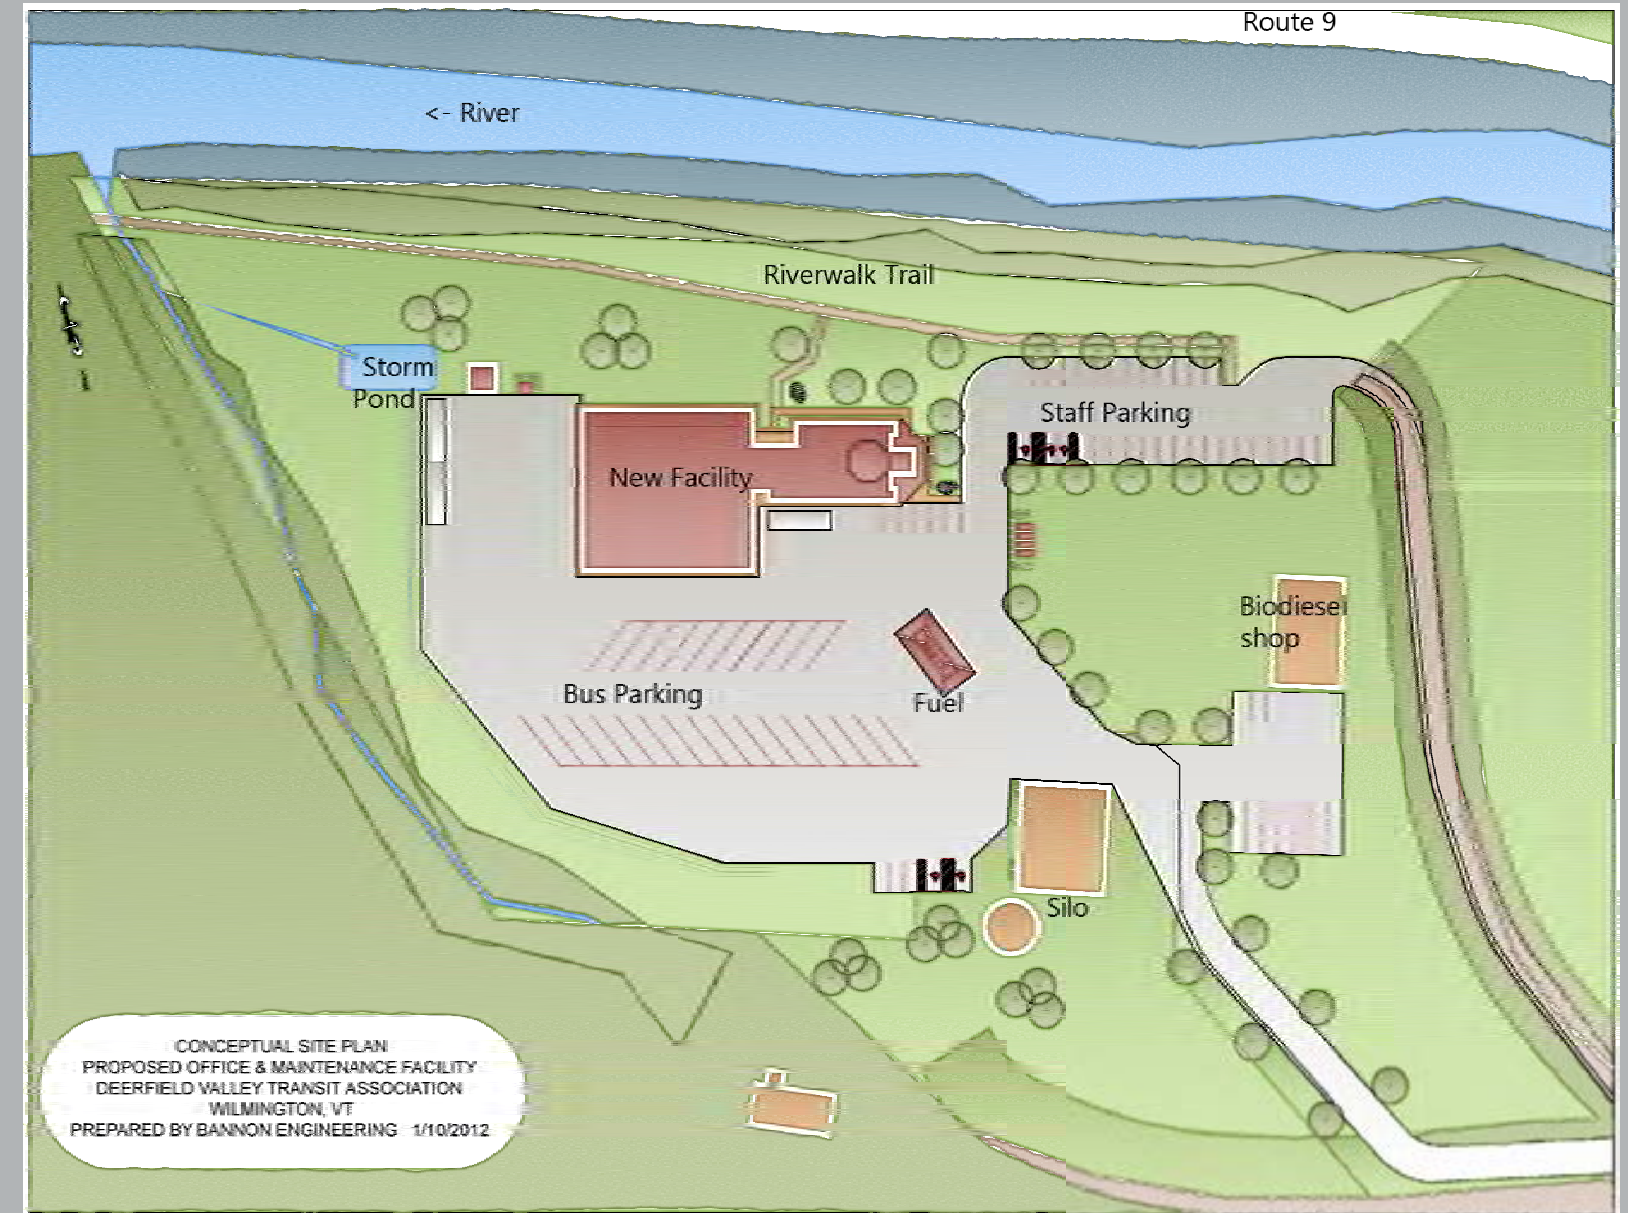 Route 9
<- River
Riverwalk Trail
Storm
Pond
Staff Parking
New Facility
Biodiesel
shop
Bus Parking
Fuel
Silo
CONCEPTUAL SITE PLAN
PROPOSED OFFICE & MAINTENANCE FACILITY
DEERFIELD VALLEY TRANSIT ASSOCIATION
WILMINGTON, VT
PREPARED BY BANNON ENGINEERING 1/10/2012